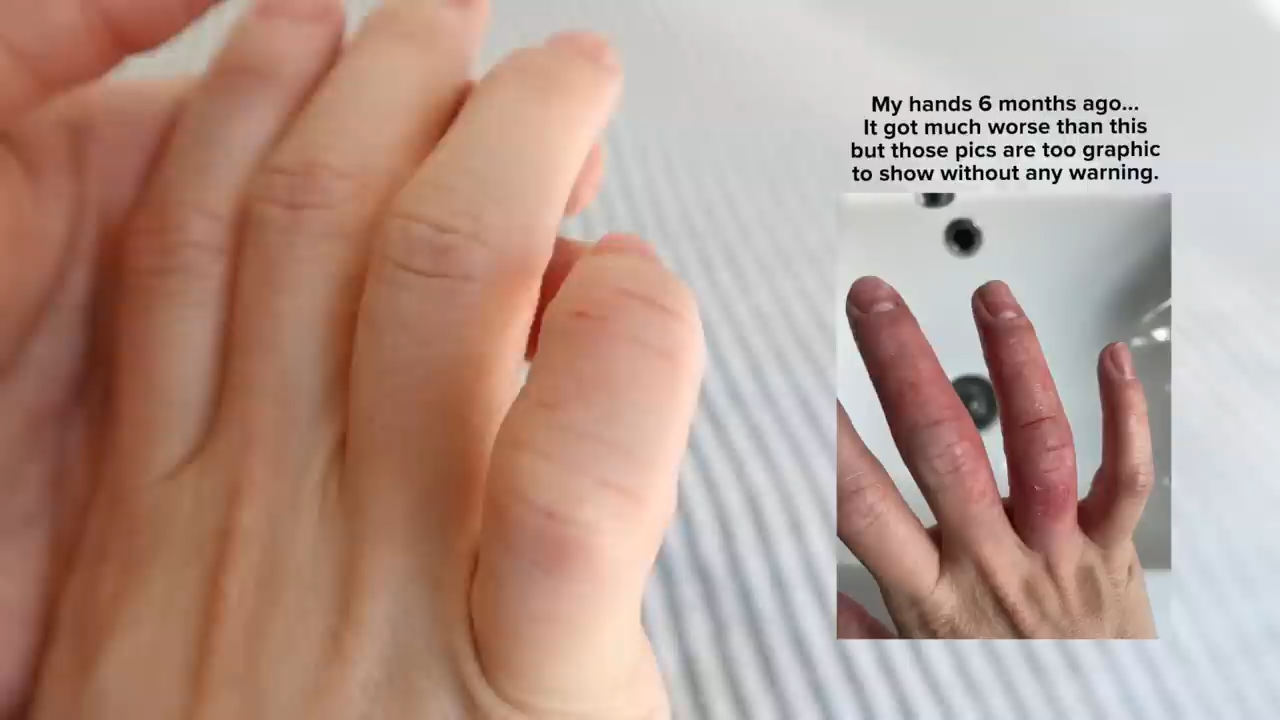 My hands 6 months ago...
It got much worse than this
but those pics are too graphic
to show without any warning.